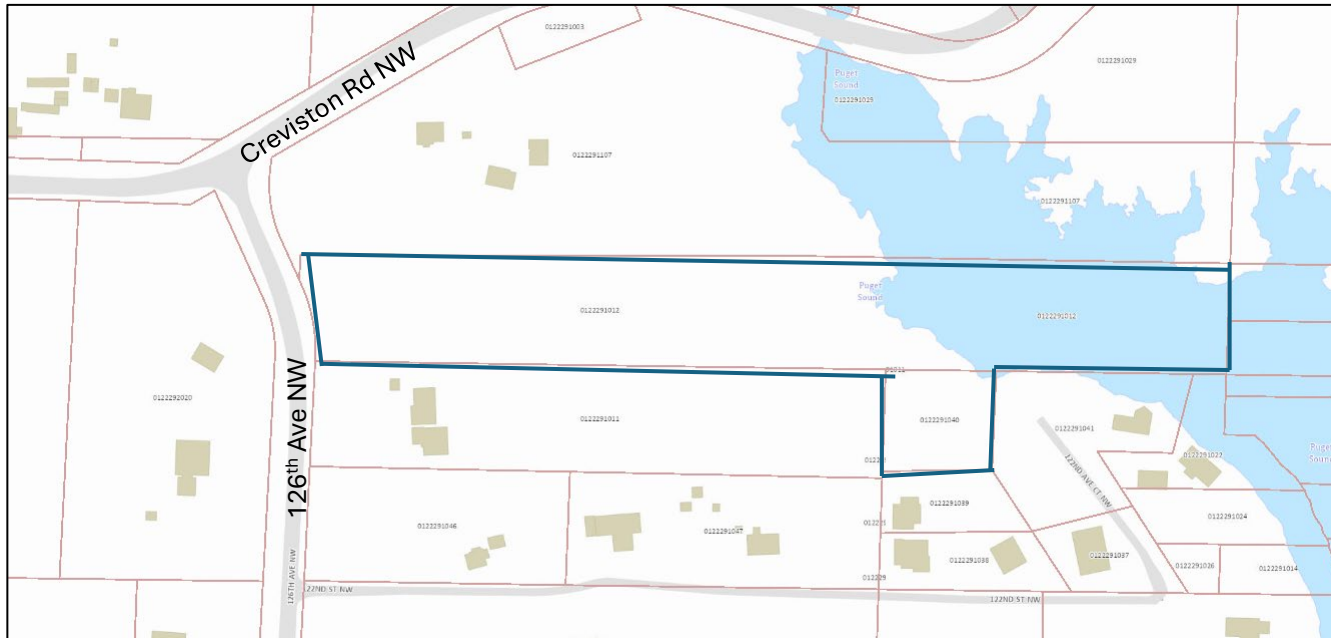 0122291003
Creviston Rd NW
0122291029
Puget
Sound
0122291029
0122291107
0122291107
Puget
Sound
0122291012
0122291012
126th Ave NW
0122292020
0122291011
01011
0122291040
0122291041
122ND AVE CT NW
0122291022
Puget
Sound
0122291046
0122291047
0122291039
0122291038
0122291037
0122291024
0122291026
0122291014
126TH AVE NW
22ND ST NW
122ND ST NW